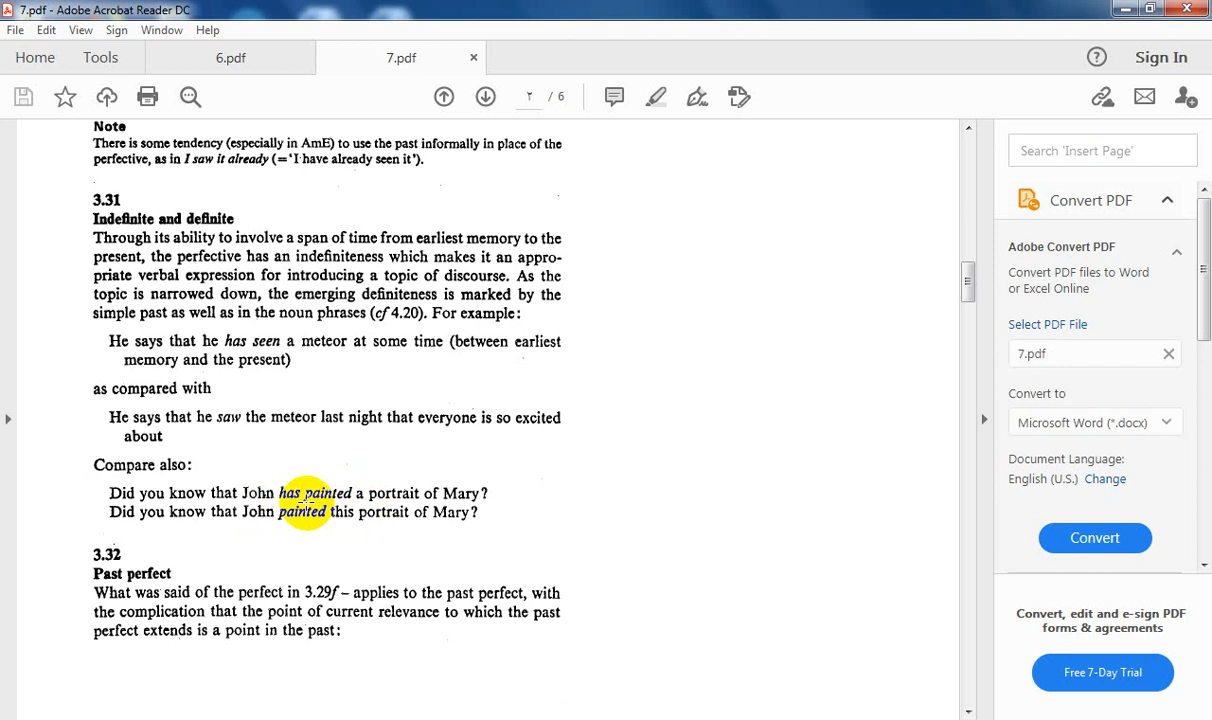 7.pdf - Adobe Acrobat Reader DC
File Edit View Sign Window Help
Home Tools 6.pdf 7.pdf × Sign In
٢ / 6
Note
There is some tendency (especially in AmE) to use the past informally in place of the
perfective, as in I saw it already (='I have already seen it').
3.31
Indefinite and definite
Through its ability to involve a span of time from earliest memory to the
present, the perfective has an indefiniteness which makes it an appro-
priate verbal expression for introducing a topic of discourse. As the
topic is narrowed down, the emerging definiteness is marked by the
simple past as well as in the noun phrases (cf 4.20). For example:
He says that he has seen a meteor at some time (between earliest
memory and the present)
as compared with
He says that he saw the meteor last night that everyone is so excited
about
Compare also:
Did you know that John has painted a portrait of Mary?
Did you know that John painted this portrait of Mary?
3.32
Past perfect
What was said of the perfect in 3.29f – applies to the past perfect, with
the complication that the point of current relevance to which the past
perfect extends is a point in the past:
Search 'Insert Page'
Convert PDF
Adobe Convert PDF
Convert PDF files to Word
or Excel Online
Select PDF File
7.pdf
Convert to
Microsoft Word (*.docx)
Document Language:
English (U.S.) Change
Convert
Convert, edit and e-sign PDF
forms & agreements
Free 7-Day Trial